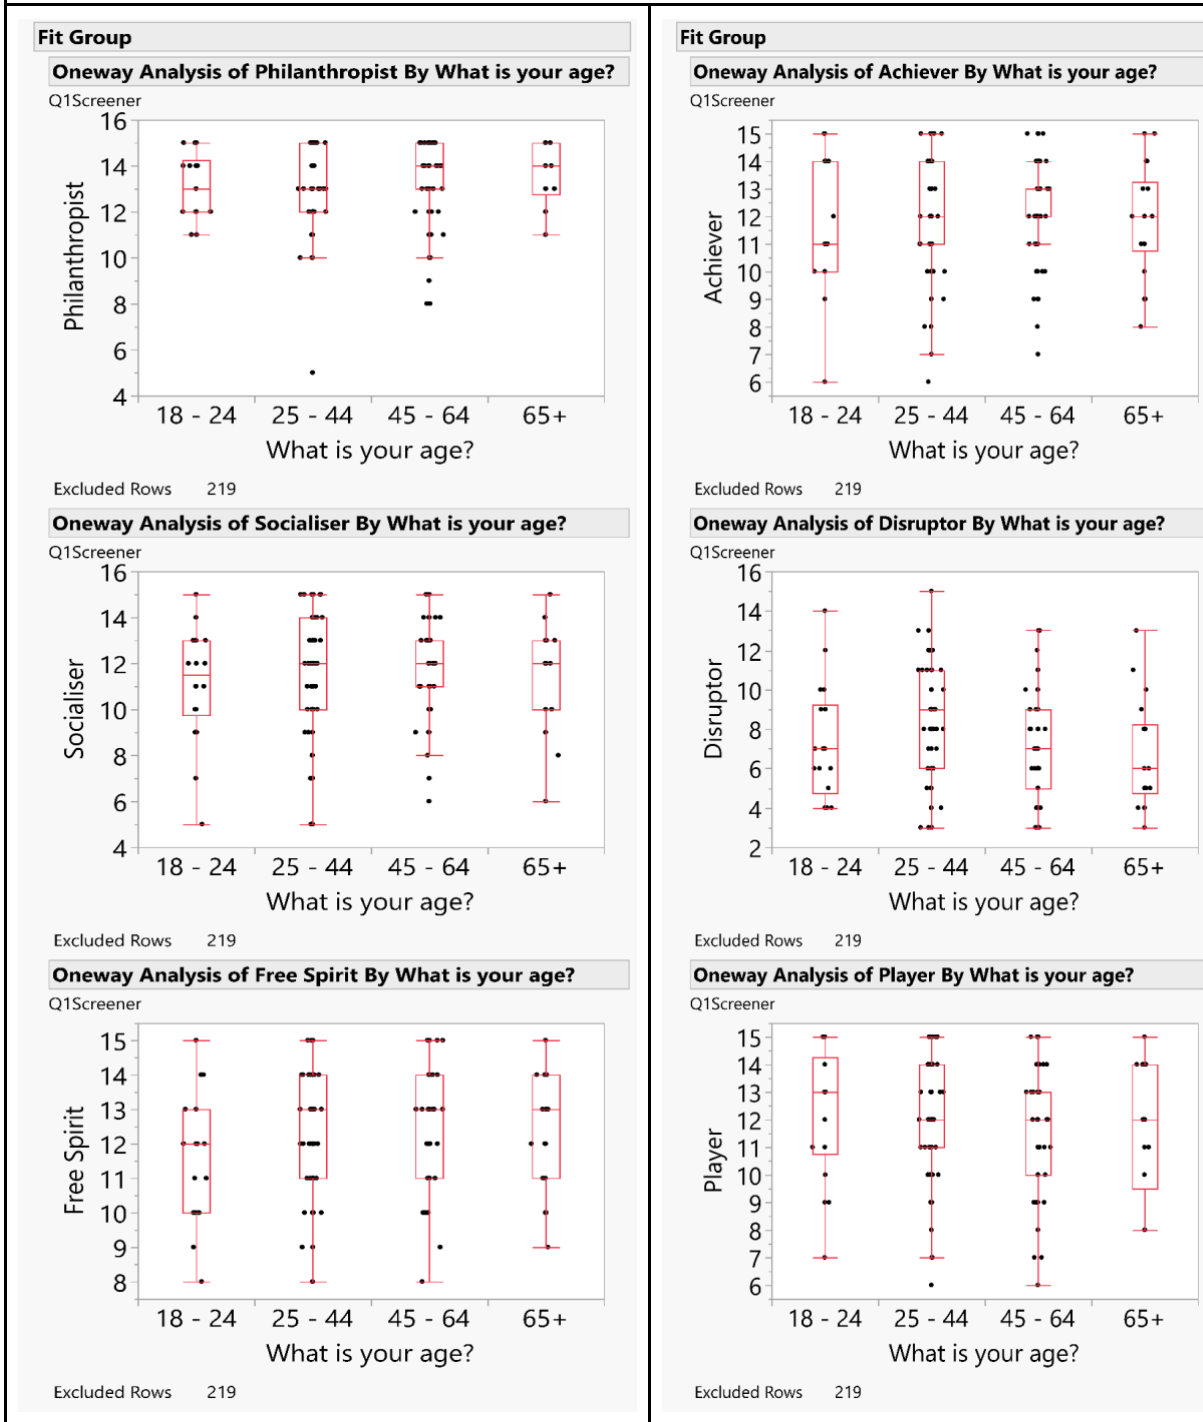 Fit Group
Oneway Analysis of Philanthropist By What is your age?
Q1Screener
16
14
12
10
8
6
4
Philanthropist
18 - 24 25 - 44 45 - 64 65+
What is your age?
Excluded Rows 219
Oneway Analysis of Socialiser By What is your age?
Q1Screener
16
14
12
10
8
6
4
Socialiser
18 - 24 25 - 44 45 - 64 65+
What is your age?
Excluded Rows 219
Oneway Analysis of Free Spirit By What is your age?
Q1Screener
15
14
13
12
11
10
9
8
Free Spirit
18 - 24 25 - 44 45 - 64 65+
What is your age?
Excluded Rows 219
Fit Group
Oneway Analysis of Achiever By What is your age?
Q1Screener
15
14
13
12
11
10
9
8
7
6
Achiever
18 - 24 25 - 44 45 - 64 65+
What is your age?
Excluded Rows 219
Oneway Analysis of Disruptor By What is your age?
Q1Screener
16
14
12
10
8
6
4
2
Disruptor
18 - 24 25 - 44 45 - 64 65+
What is your age?
Excluded Rows 219
Oneway Analysis of Player By What is your age?
Q1Screener
15
14
13
12
11
10
9
8
7
6
Player
18 - 24 25 - 44 45 - 64 65+
What is your age?
Excluded Rows 219